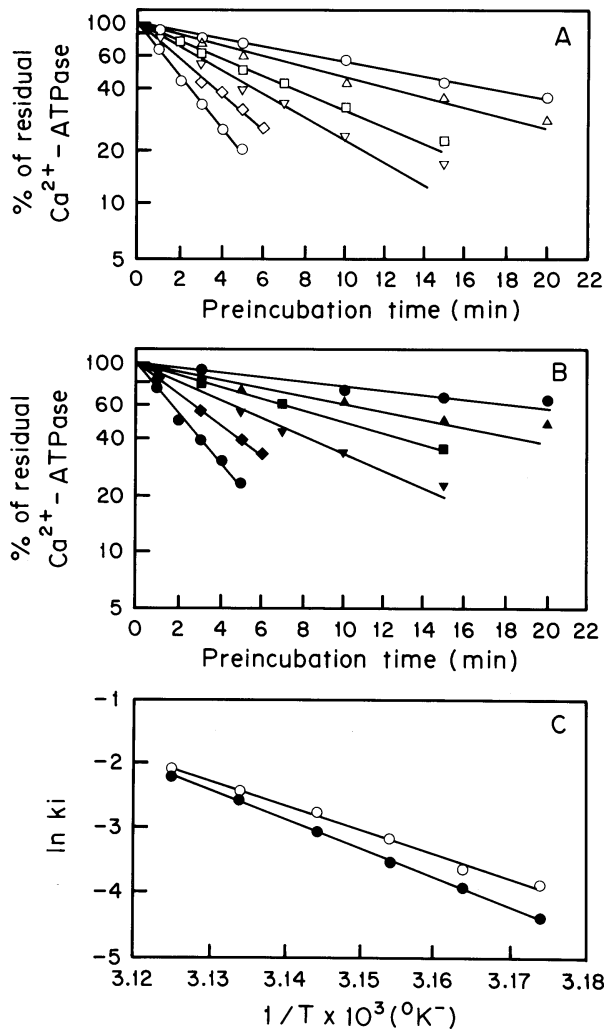 A
100
60
40
20
10
5
% of residual
Ca²⁺-ATPase
0 2 4 6 8 10 12 14 16 18 20 22
Preincubation time (min)
B
100
60
40
20
10
5
% of residual
Ca²⁺-ATPase
0 2 4 6 8 10 12 14 16 18 20 22
Preincubation time (min)
C
-1
-2
-3
-4
-5
ln ki
3.12 3.13 3.14 3.15 3.16 3.17 3.18
1/T x 10³ (⁰K⁻)